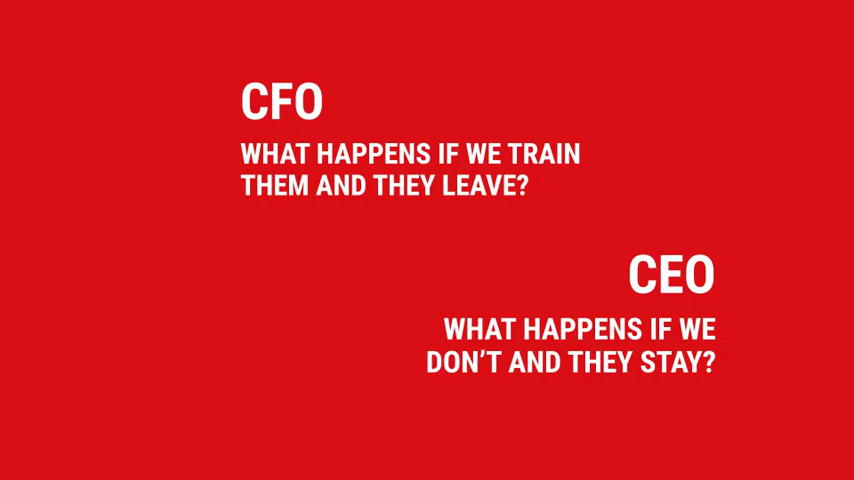 CFO
WHAT HAPPENS IF WE TRAIN
THEM AND THEY LEAVE?
CEO
WHAT HAPPENS IF WE
DON’T AND THEY STAY?